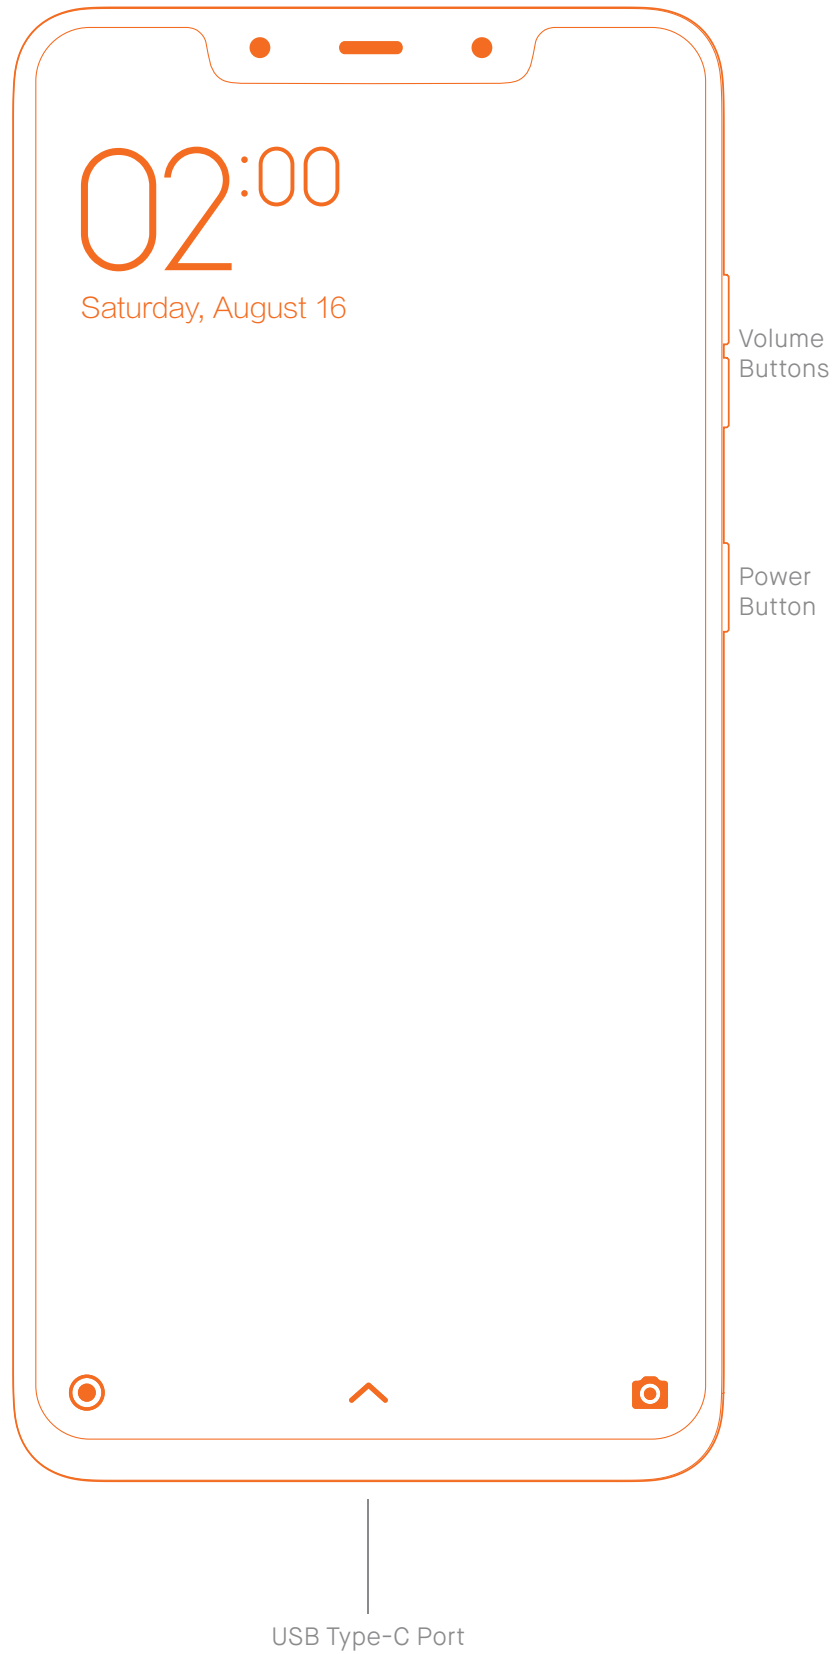 02:00
Saturday, August 16
Volume
Buttons
Power
Button
USB Type-C Port